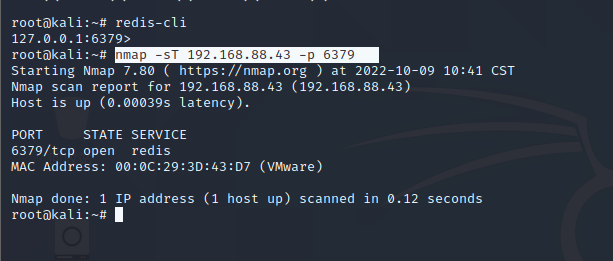 root@kali:~# redis-cli
127.0.0.1:6379>
root@kali:~# nmap -sT 192.168.88.43 -p 6379
Starting Nmap 7.80 ( https://nmap.org ) at 2022-10-09 10:41 CST
Nmap scan report for 192.168.88.43 (192.168.88.43)
Host is up (0.00039s latency).
PORT     STATE SERVICE
6379/tcp open  redis
MAC Address: 00:0C:29:3D:43:D7 (VMware)
Nmap done: 1 IP address (1 host up) scanned in 0.12 seconds
root@kali:~#